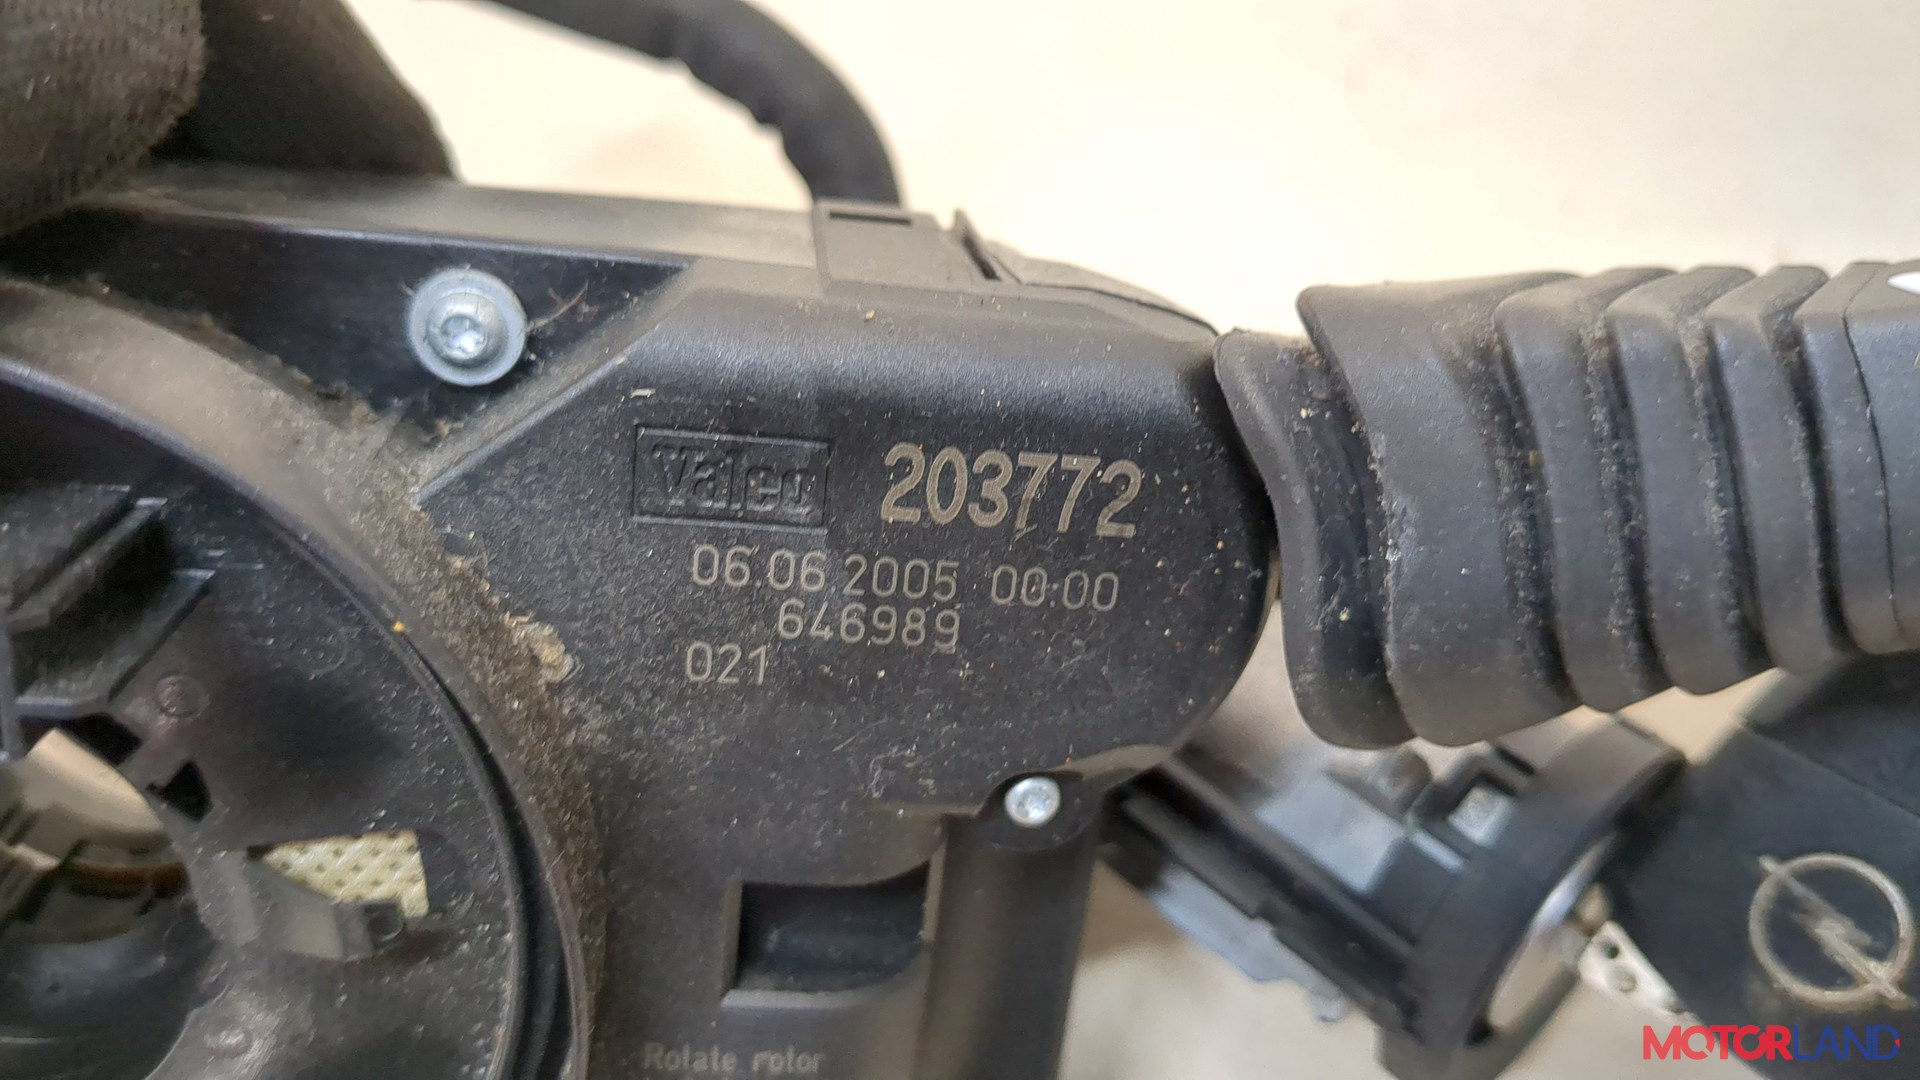 Valeo 203772
06.06 2005 00:00
646989
021
Rotate rotor
MOTORLAND